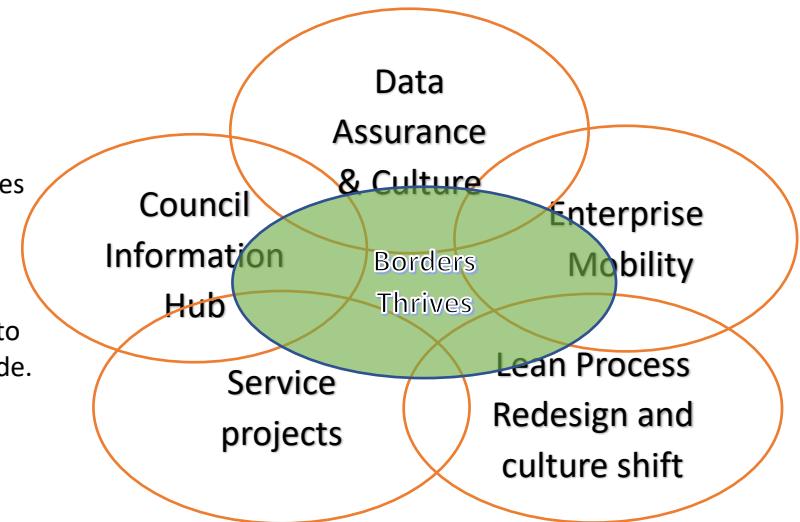 Data
Assurance
& Culture
es
Council
Information
Hub
Enterprise
Mobility
Borders
Thrives
to
de.
Service
projects
Lean Process
Redesign and
culture shift